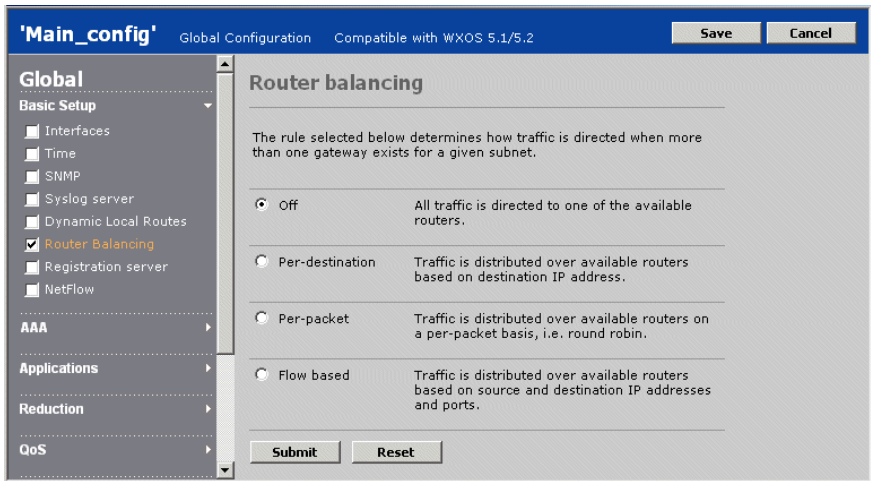 'Main_config' Global Configuration Compatible with WXOS 5.1/5.2 Save Cancel
Global
Basic Setup
Interfaces
Time
SNMP
Syslog server
Dynamic Local Routes
Router Balancing
Registration server
NetFlow
AAA
Applications
Reduction
QoS
Router balancing
The rule selected below determines how traffic is directed when more
than one gateway exists for a given subnet.
Off All traffic is directed to one of the available
routers.
Per-destination Traffic is distributed over available routers
based on destination IP address.
Per-packet Traffic is distributed over available routers on
a per-packet basis, i.e. round robin.
Flow based Traffic is distributed over available routers
based on source and destination IP addresses
and ports.
Submit Reset